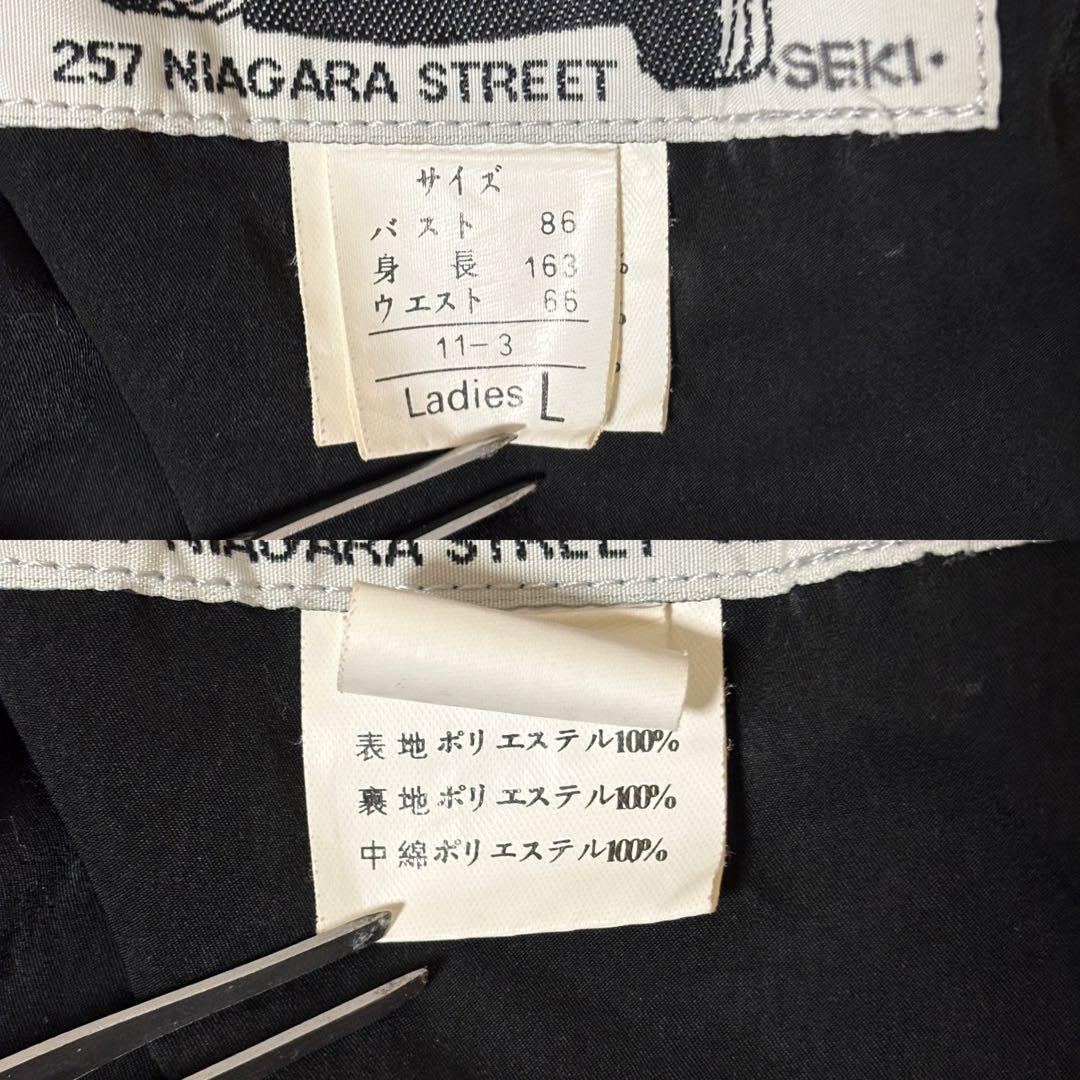 257 NIAGARA STREET
SEKI・
サイズ
バスト 86
身長 163
ウエスト 66
11-3
Ladies L
NIAGARA STREET
表地ポリエステル100%
裏地ポリエステル100%
中綿ポリエステル100%